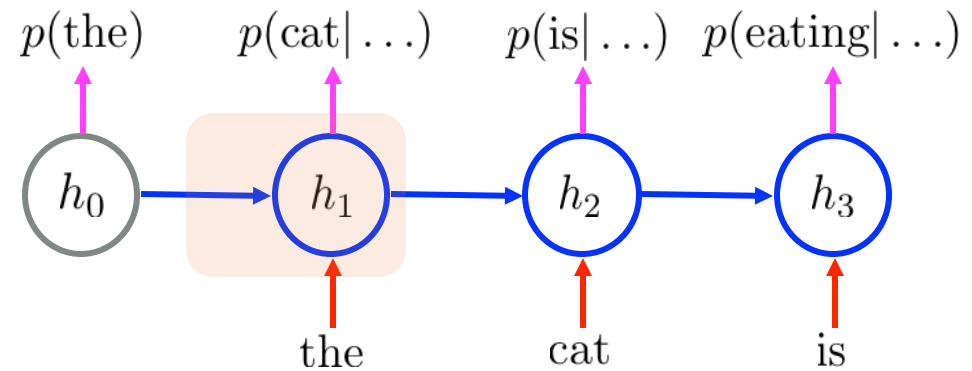 p(the) p(cat| ...) p(is| ...) p(eating| ...)
h₀ h₁ h₂ h₃
the cat is